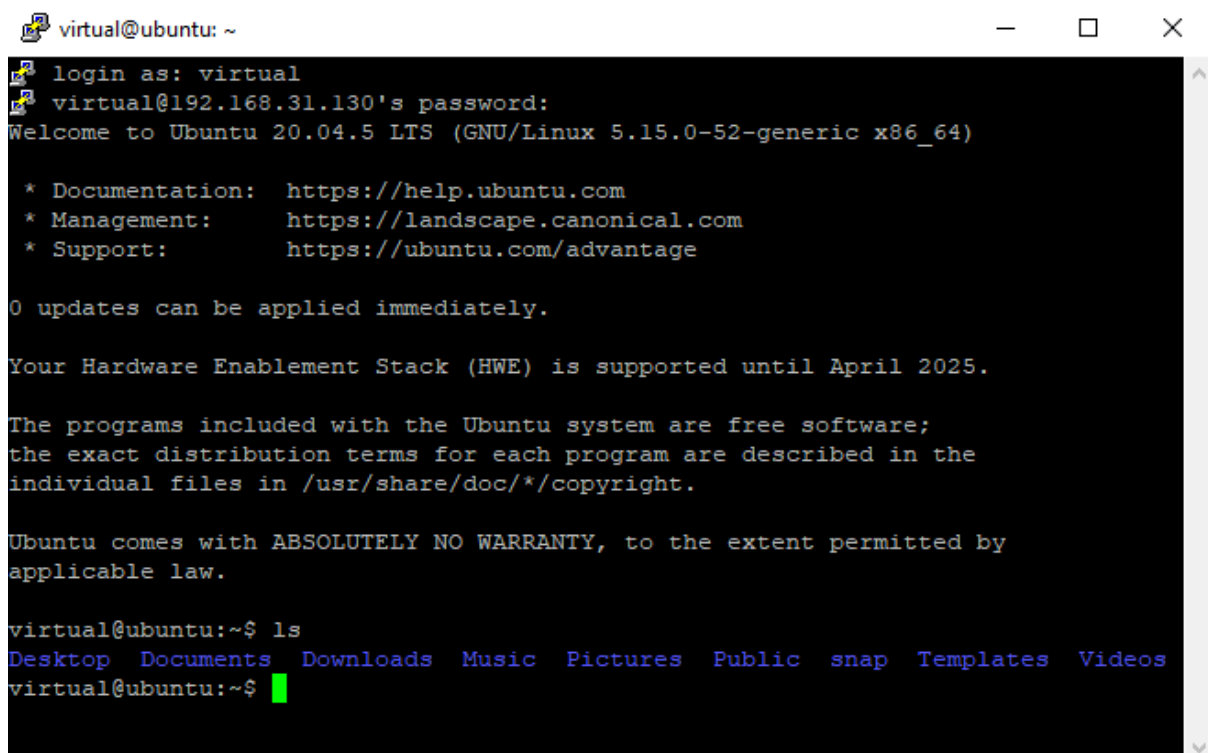 virtual@ubuntu: ~
login as: virtual
virtual@192.168.31.130's password:
Welcome to Ubuntu 20.04.5 LTS (GNU/Linux 5.15.0-52-generic x86_64)
* Documentation:  https://help.ubuntu.com
* Management:     https://landscape.canonical.com
* Support:        https://ubuntu.com/advantage
0 updates can be applied immediately.
Your Hardware Enablement Stack (HWE) is supported until April 2025.
The programs included with the Ubuntu system are free software;
the exact distribution terms for each program are described in the
individual files in /usr/share/doc/*/copyright.
Ubuntu comes with ABSOLUTELY NO WARRANTY, to the extent permitted by
applicable law.
virtual@ubuntu:~$ ls
Desktop  Documents  Downloads  Music  Pictures  Public  snap  Templates  Videos
virtual@ubuntu:~$